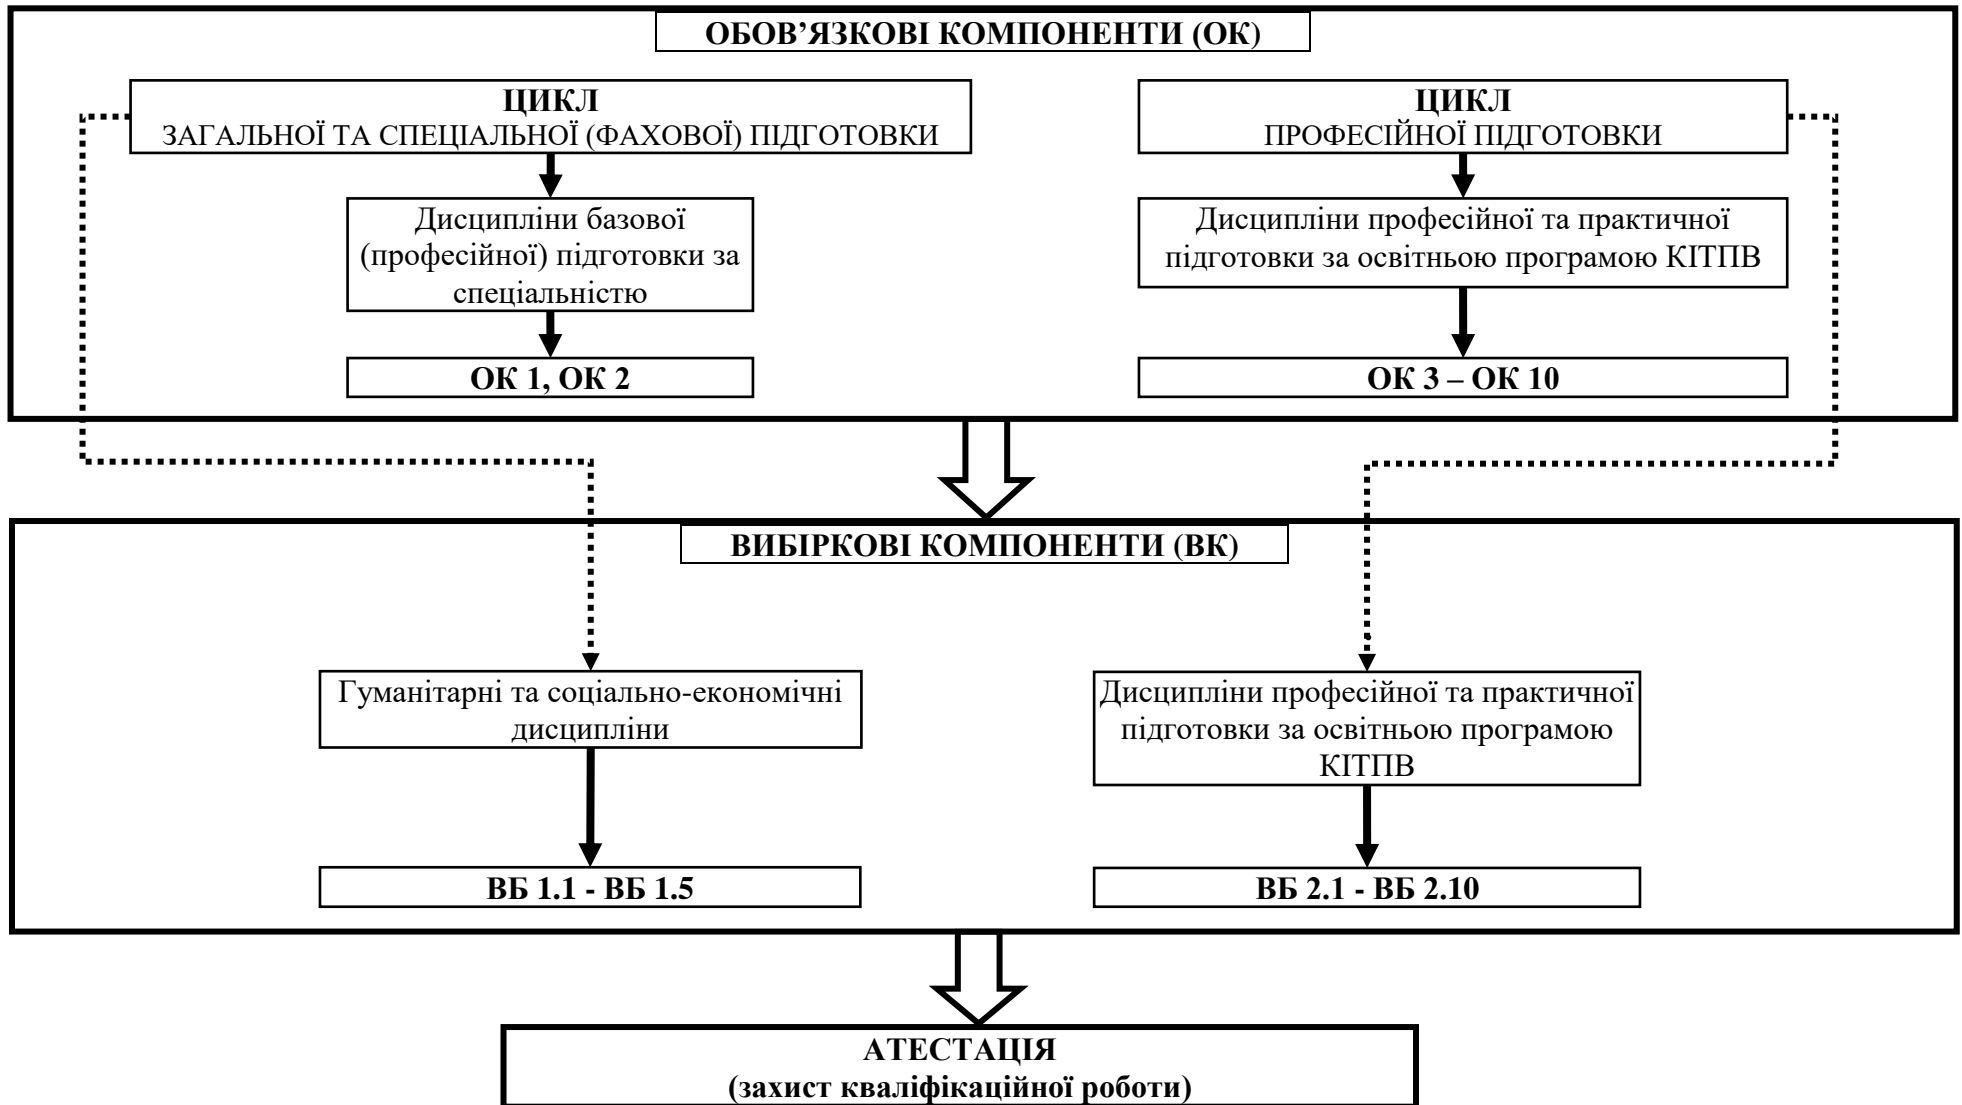 ОБОВ’ЯЗКОВІ КОМПОНЕНТИ (ОК)
ЦИКЛ
ЗАГАЛЬНОЇ ТА СПЕЦІАЛЬНОЇ (ФАХОВОЇ) ПІДГОТОВКИ
ЦИКЛ
ПРОФЕСІЙНОЇ ПІДГОТОВКИ
Дисципліни базової
(професійної) підготовки за
спеціальністю
Дисципліни професійної та практичної
підготовки за освітньою програмою КІТПВ
ОК 1, ОК 2
ОК 3 – ОК 10
ВИБІРКОВІ КОМПОНЕНТИ (ВК)
Гуманітарні та соціально-економічні
дисципліни
Дисципліни професійної та практичної
підготовки за освітньою програмою
КІТПВ
ВБ 1.1 - ВБ 1.5
ВБ 2.1 - ВБ 2.10
АТЕСТАЦІЯ
(захист кваліфікаційної роботи)